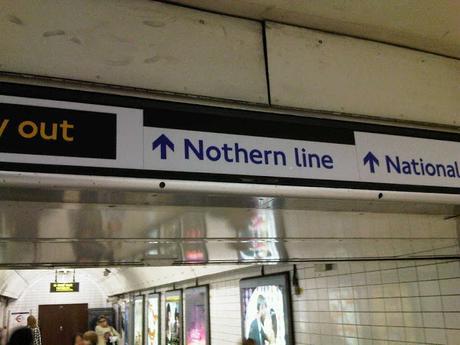 y out
↑ Nothern line
↑ National